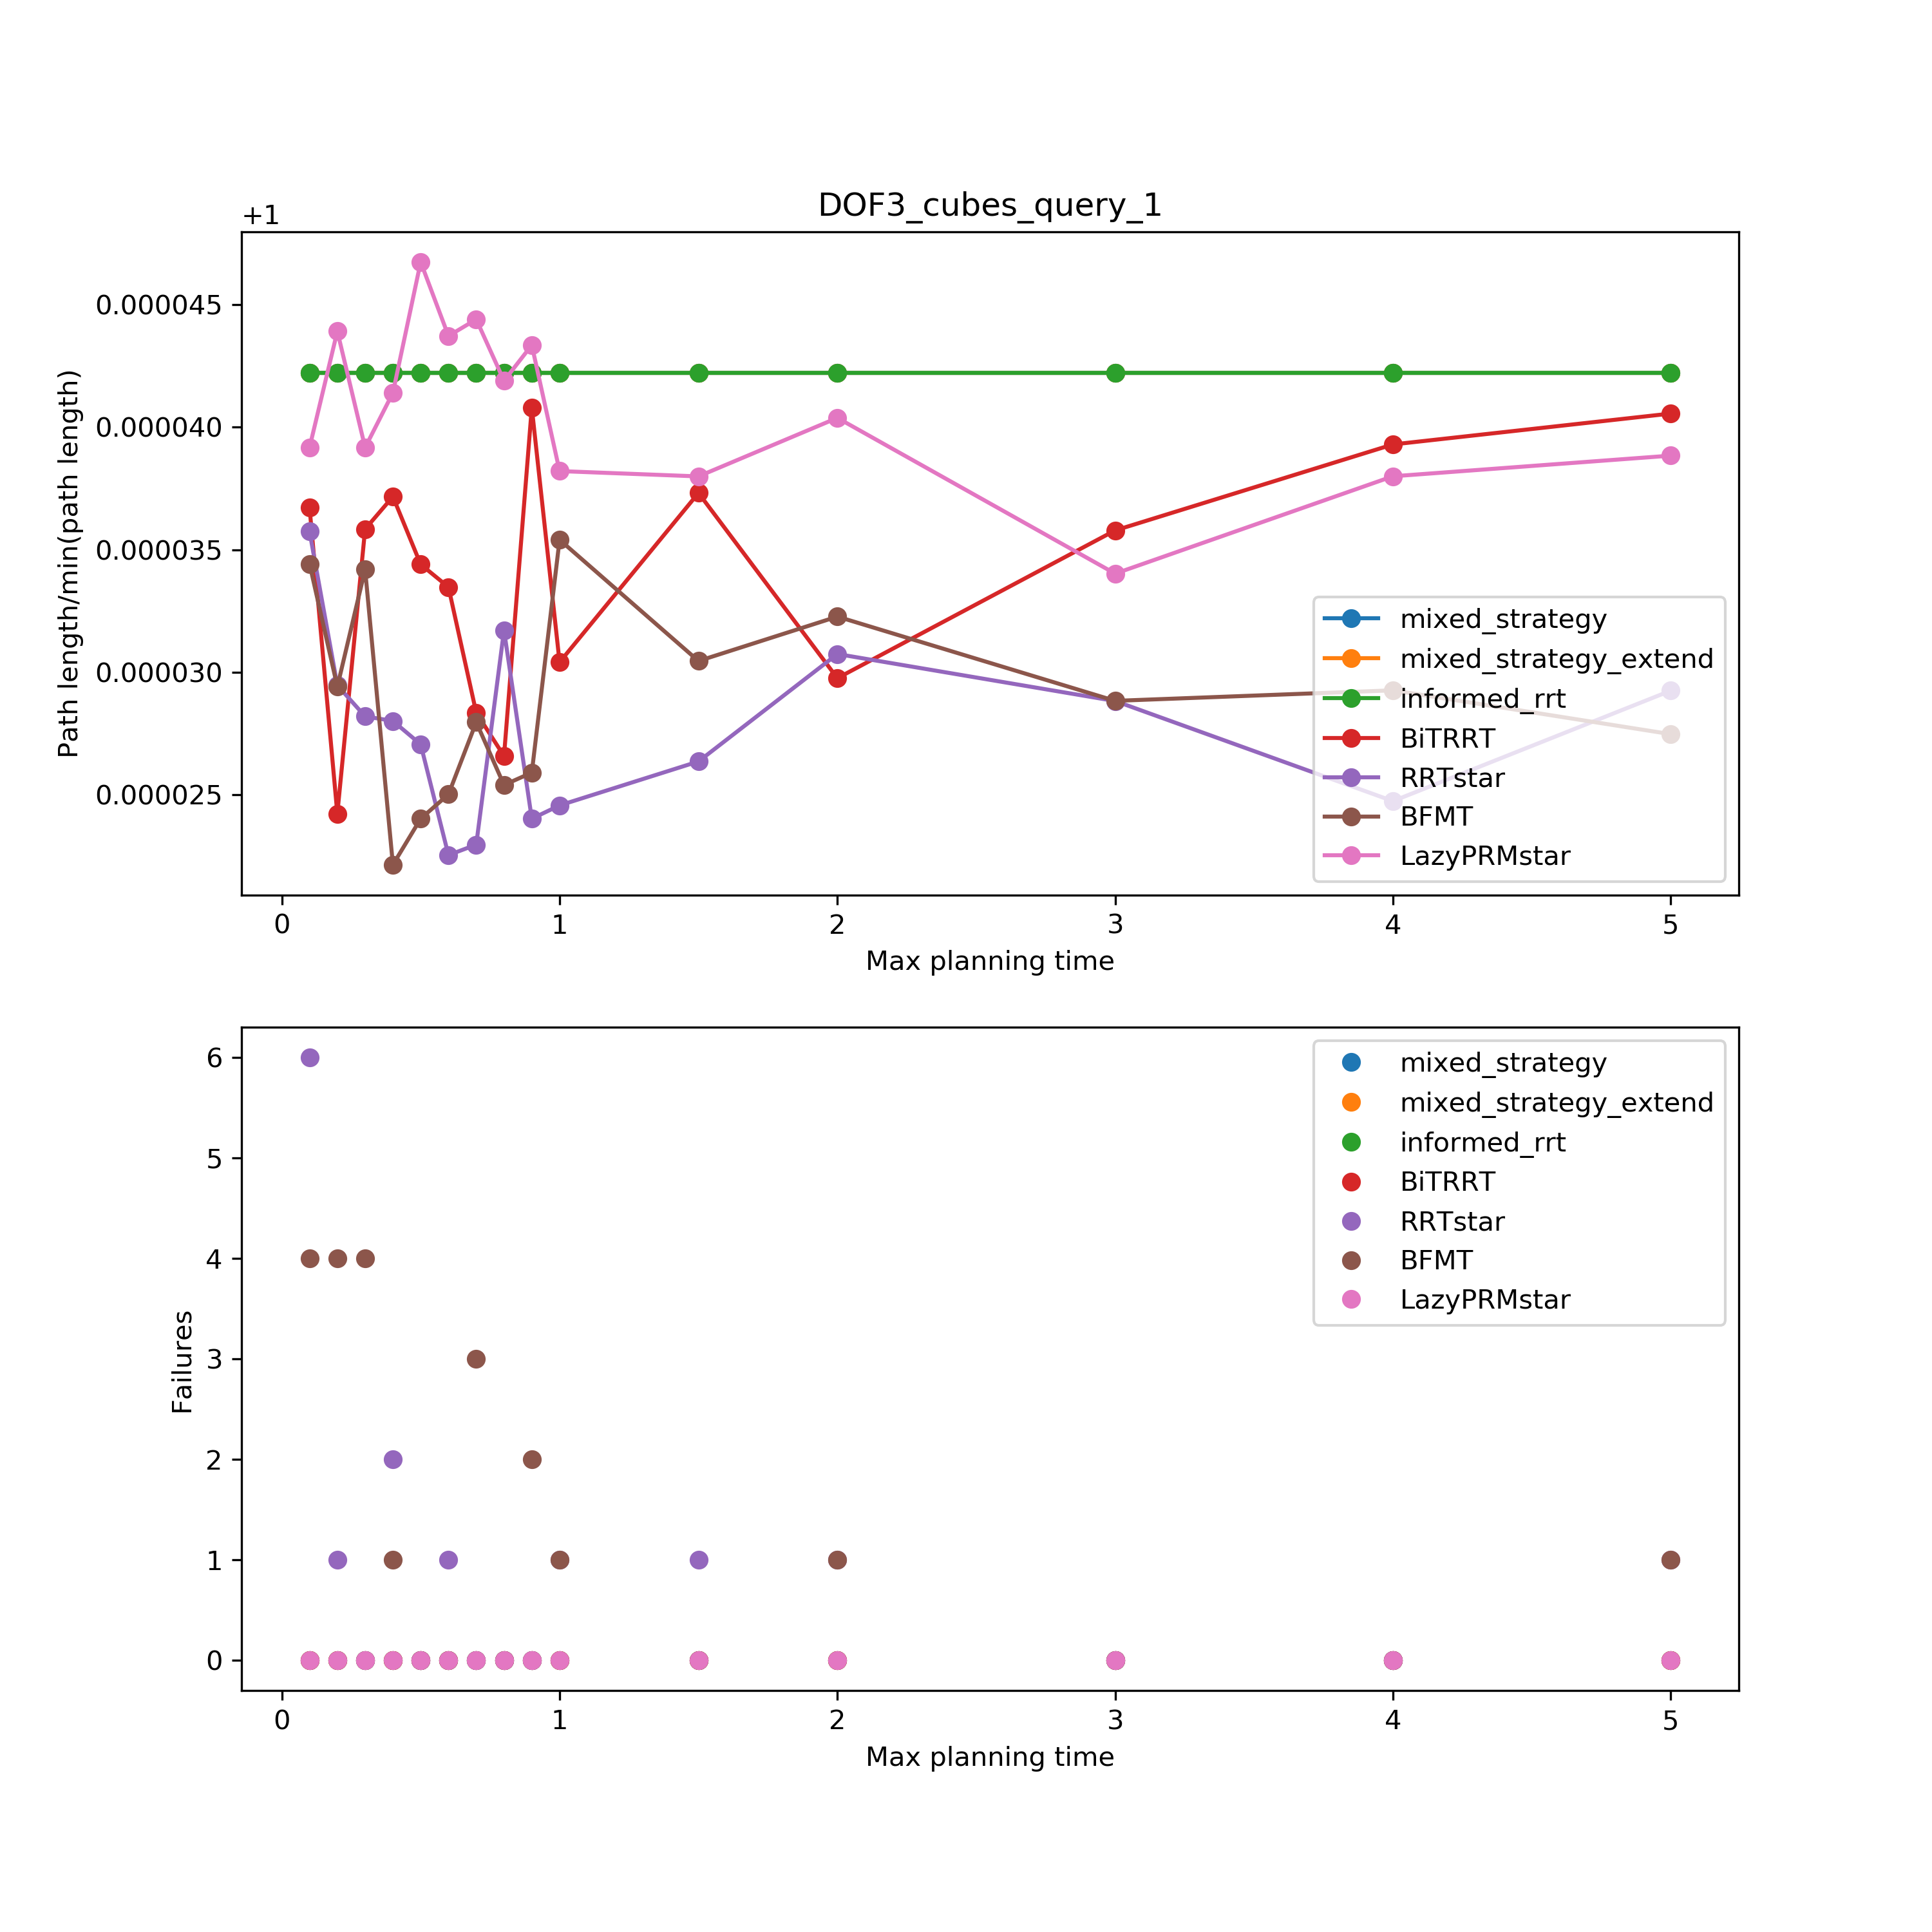 DOF3_cubes_query_1
+1
Path length/min(path length)
0.000045
0.000040
0.000035
0.000030
0.000025
mixed_strategy
mixed_strategy_extend
informed_rrt
BiTRRT
RRTstar
BFMT
LazyPRMstar
0 1 2 3 4 5
Max planning time
Failures
6
5
4
3
2
1
0
mixed_strategy
mixed_strategy_extend
informed_rrt
BiTRRT
RRTstar
BFMT
LazyPRMstar
0 1 2 3 4 5
Max planning time